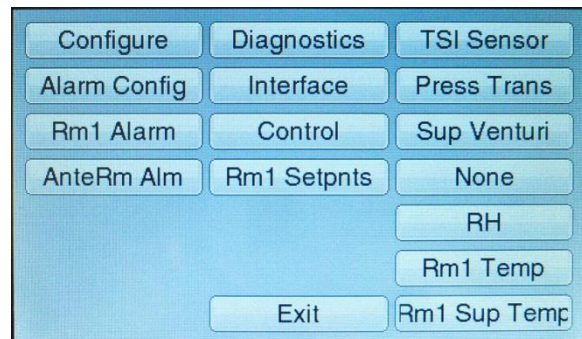 Configure Diagnostics TSI Sensor
Alarm Config Interface Press Trans
Rm1 Alarm Control Sup Venturi
AnteRm Alm Rm1 Setpnts None
RH
Rm1 Temp
Exit Rm1 Sup Temp